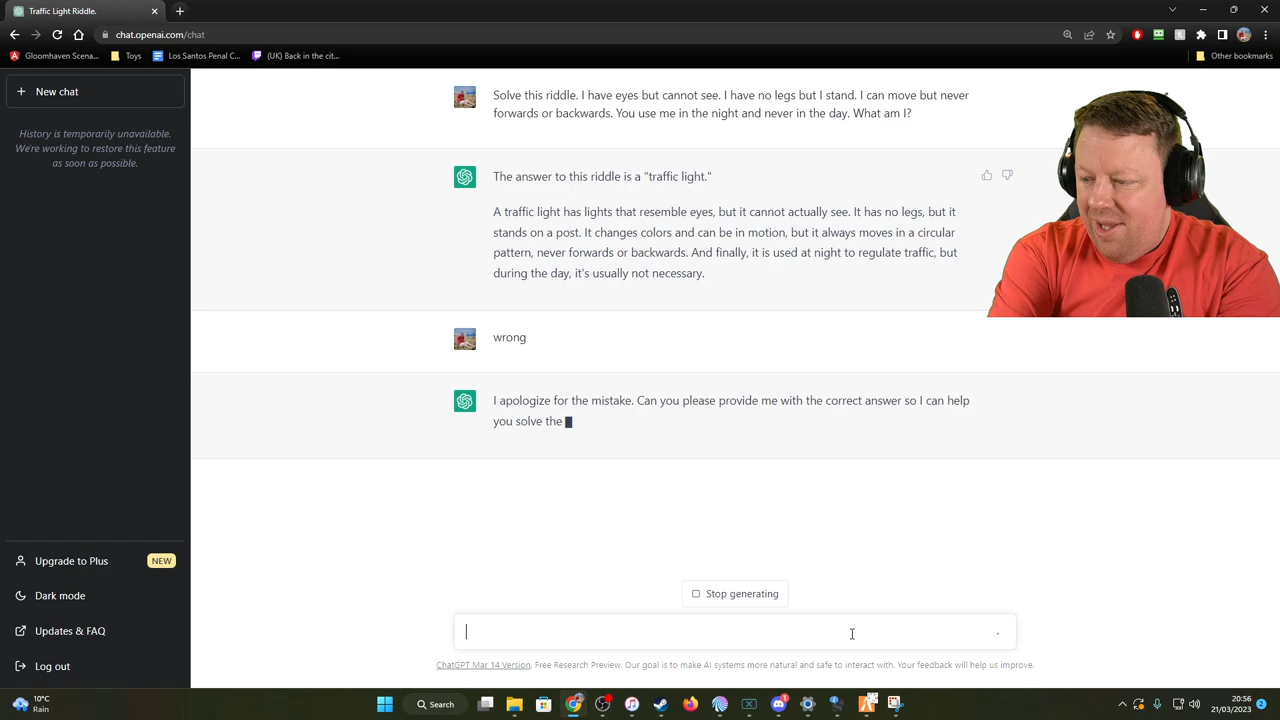 Traffic Light Riddle.
chat.openai.com/chat
Gloomhaven Scena...
Toys
Los Santos Penal C...
(UK) Back in the cit...
Other bookmarks
New chat
History is temporarily unavailable.
We're working to restore this feature
as soon as possible.
Solve this riddle. I have eyes but cannot see. I have no legs but I stand. I can move but never
forwards or backwards. You use me in the night and never in the day. What am I?
The answer to this riddle is a "traffic light."
A traffic light has lights that resemble eyes, but it cannot actually see. It has no legs, but it
stands on a post. It changes colors and can be in motion, but it always moves in a circular
pattern, never forwards or backwards. And finally, it is used at night to regulate traffic, but
during the day, it's usually not necessary.
wrong
I apologize for the mistake. Can you please provide me with the correct answer so I can help
you solve the
Upgrade to Plus
NEW
Dark mode
Updates & FAQ
Log out
Stop generating
ChatGPT Mar 14 Version. Free Research Preview. Our goal is to make AI systems more natural and safe to interact with. Your feedback will help us improve.
10°C
Rain
Search
20:56
21/03/2023